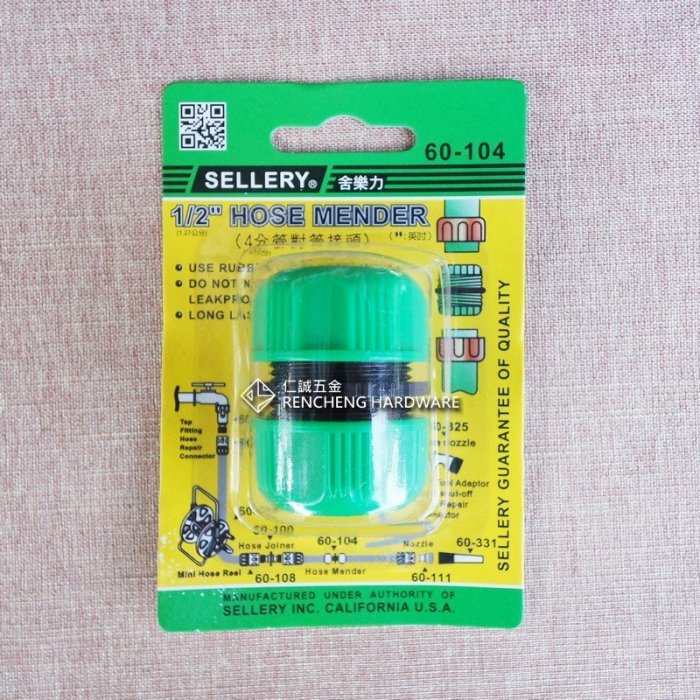 60-104
SELLERY® 舍樂力
1/2" HOSE MENDER
(1.27公分)
(4分管對管接頭) (":英吋)
• USE RUBB
• DO NOT
LEAKPRO
• LONG LAS
仁誠五金
RENCHENG HARDWARE
Tap
Fitting
Hose
Repair
Connector
Nozzle
Tool Adaptor
Repair
60-100
Hose Joiner
60-104
Nozzle
60-331
Mini Hose Reel
60-108
Hose Mender
60-111
SELLERY GUARANTEE OF QUALITY
MANUFACTURED UNDER AUTHORITY OF
SELLERY INC. CALIFORNIA U.S.A.